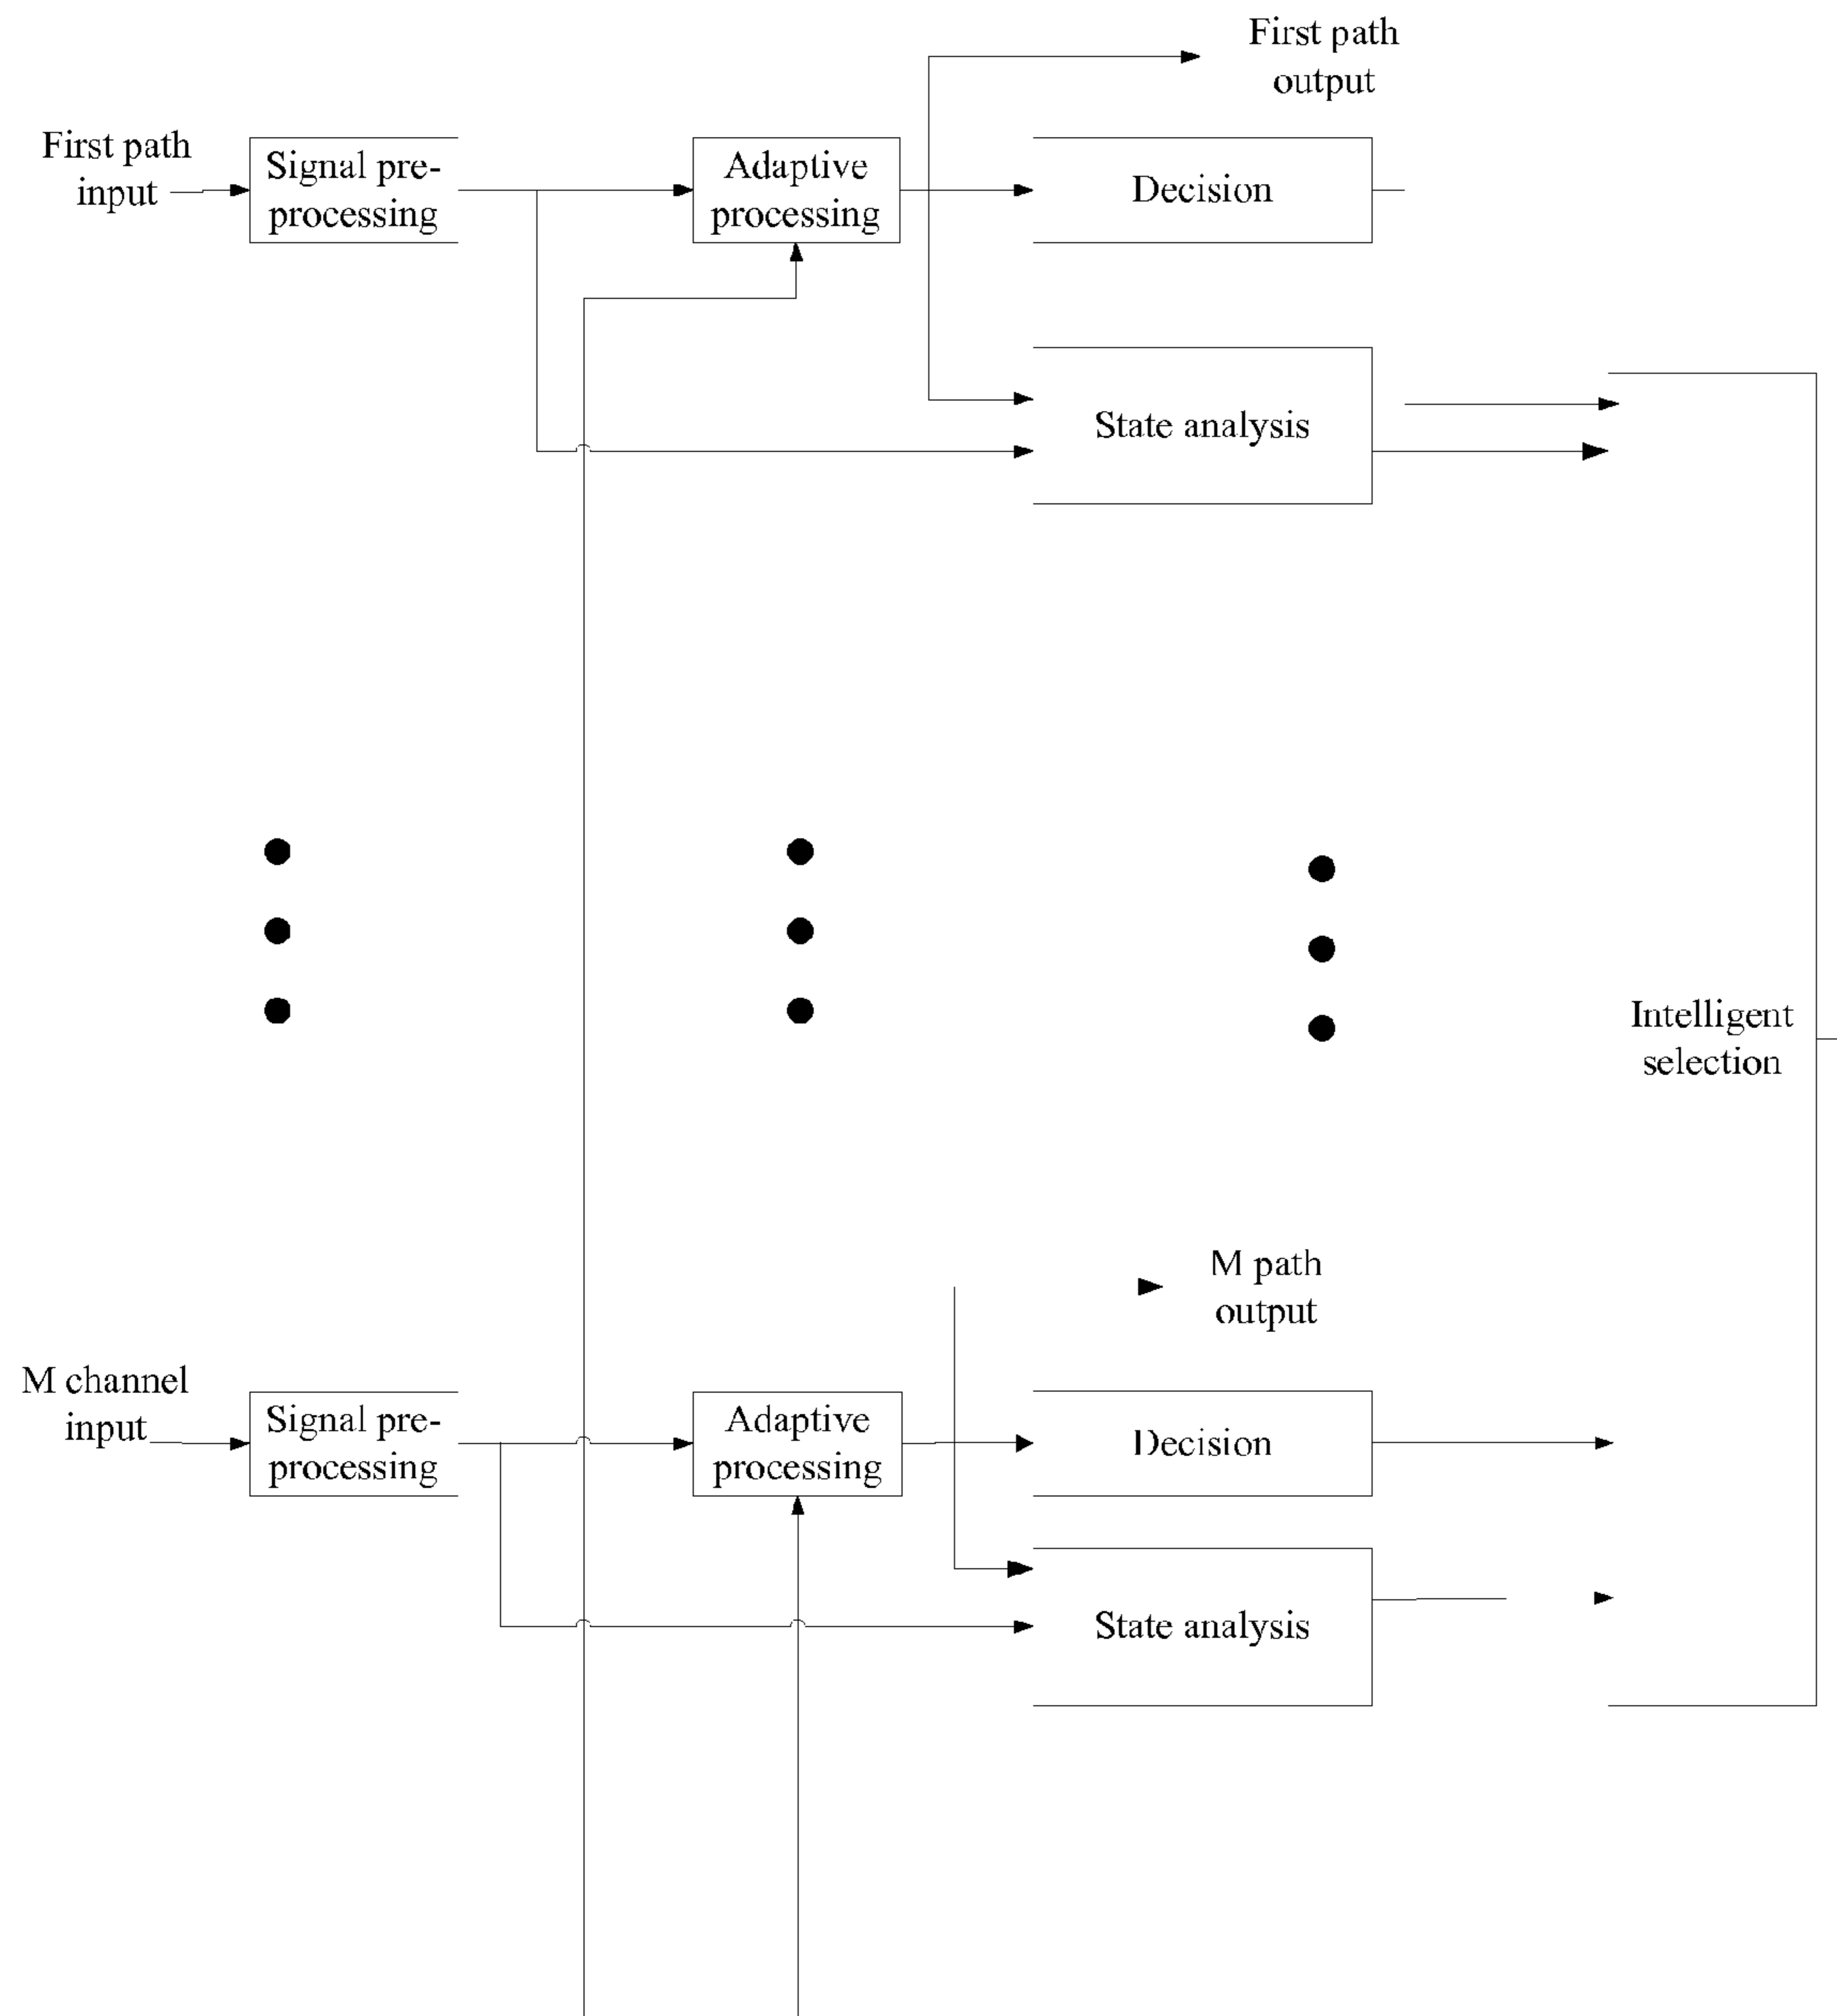 First path
output
First path
input
Signal pre-
processing
Adaptive
processing
Decision
State analysis
Intelligent
selection
M path
output
M channel
input
Signal pre-
processing
Adaptive
processing
Decision
State analysis